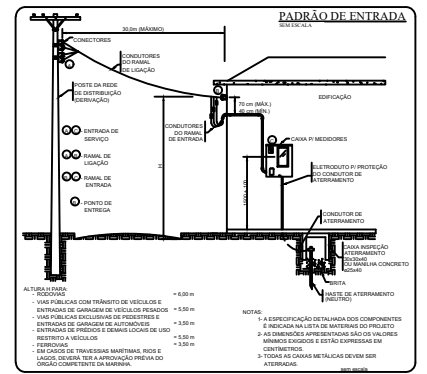 PADRÃO DE ENTRADA
SEM ESCALA
30,0m (MÁXIMO)
CONECTORES
CONDUTORES
DO RAMAL
DE LIGAÇÃO
POSTE DA REDE
DE DISTRIBUIÇÃO
(DERIVAÇÃO)
70 cm (MÁX.)
40 cm (MÍN.)
EDIFICAÇÃO
CONDUTORES
DO RAMAL
DE ENTRADA
CAIXA P/ MEDIDORES
- ENTRADA DE
SERVIÇO
- RAMAL DE
LIGAÇÃO
- RAMAL DE
ENTRADA
- PONTO DE
ENTREGA
H
ELETRODUTO P/ PROTEÇÃO
DO CONDUTOR DE
ATERRAMENTO
CONDUTOR DE
ATERRAMENTO
CAIXA INSPEÇÃO
ATERRAMENTO
30x30x40
OU MANILHA CONCRETO
ø25x40
BRITA
HASTE DE ATERRAMENTO
(NEUTRO)
ALTURA H PARA:
- RODOVIAS = 6,00 m
- VIAS PÚBLICAS COM TRÂNSITO DE VEÍCULOS E
ENTRADAS DE GARAGEM DE VEÍCULOS PESADOS = 5,50 m
- VIAS PÚBLICAS EXCLUSIVAS DE PEDESTRES E
ENTRADAS DE GARAGEM DE AUTOMÓVEIS = 3,50 m
- ENTRADAS DE PRÉDIOS E DEMAIS LOCAIS DE USO
RESTRITO A VEÍCULOS = 5,50 m
- FERROVIAS = 3,50 m
- EM CASOS DE TRAVESSIAS MARÍTIMAS, RIOS E
LAGOS, DEVERÁ TER A APROVAÇÃO PRÉVIA DO
ÓRGÃO COMPETENTE DA MARINHA.
NOTAS:
1- A ESPECIFICAÇÃO DETALHADA DOS COMPONENTES
É INDICADA NA LISTA DE MATERIAIS DO PROJETO
2- AS DIMENSÕES APRESENTADAS SÃO OS VALORES
MÍNIMOS EXIGIDOS E ESTÃO EXPRESSAS EM
CENTÍMETROS.
3- TODAS AS CAIXAS METÁLICAS DEVEM SER
ATERRADAS.
sem escala